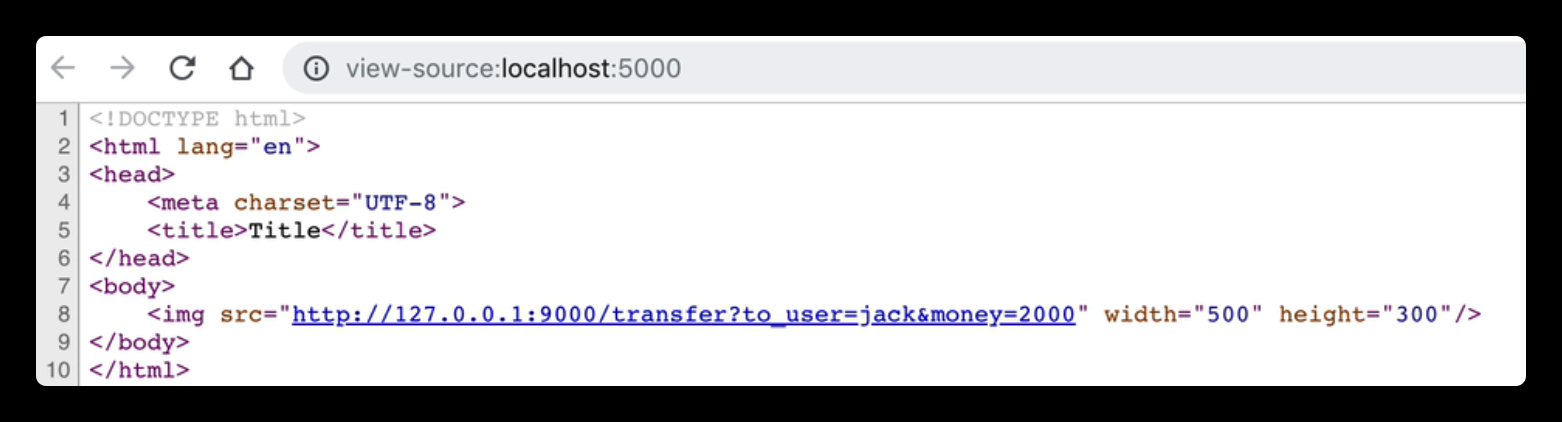 view-source:localhost:5000
1 <!DOCTYPE html>
2 <html lang="en">
3 <head>
4     <meta charset="UTF-8">
5     <title>Title</title>
6 </head>
7 <body>
8     <img src="http://127.0.0.1:9000/transfer?to_user=jack&money=2000" width="500" height="300"/>
9 </body>
10 </html>